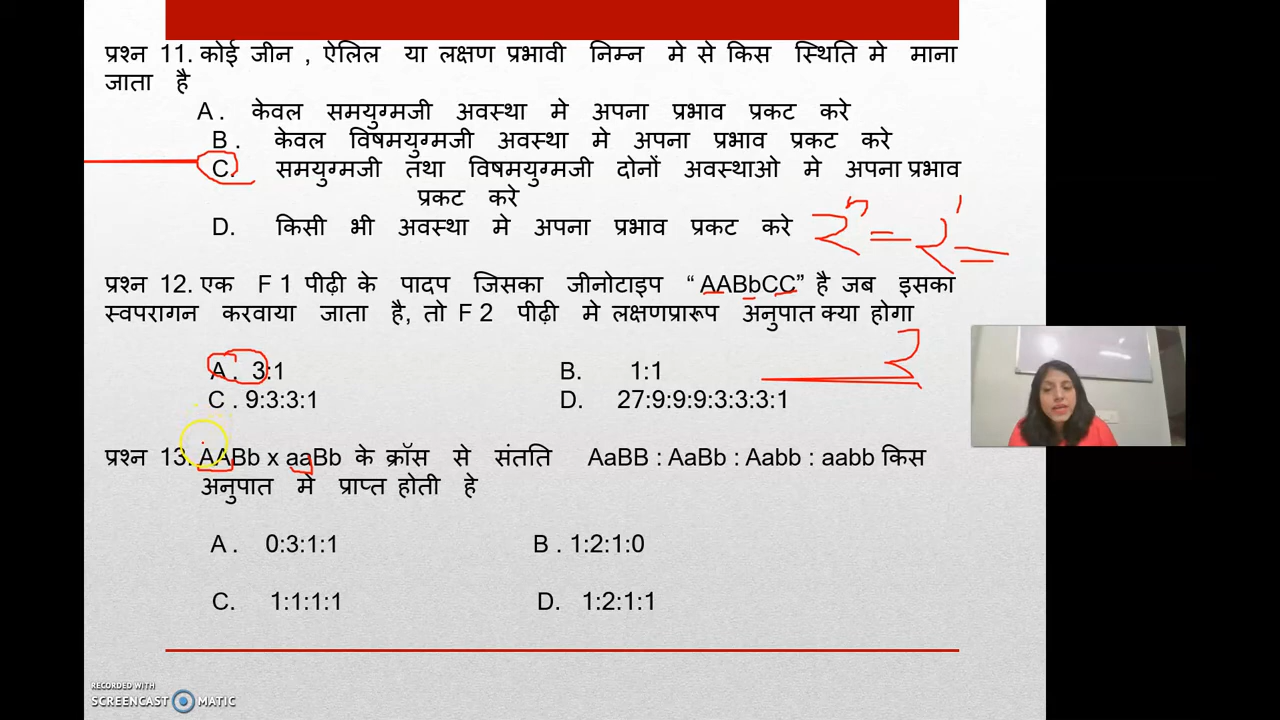 प्रश्न 11. कोई जीन , ऐलिल या लक्षण प्रभावी निम्न मे से किस स्थिति मे माना
जाता है
A . केवल समयुग्मजी अवस्था मे अपना प्रभाव प्रकट करे
B . केवल विषमयुग्मजी अवस्था मे अपना प्रभाव प्रकट करे
C. समयुग्मजी तथा विषमयुग्मजी दोनों अवस्थाओ मे अपना प्रभाव
प्रकट करे
D. किसी भी अवस्था मे अपना प्रभाव प्रकट करे
2ⁿ = 2¹ =
प्रश्न 12. एक F 1 पीढ़ी के पादप जिसका जीनोटाइप “ AABbCC” है जब इसका
स्वपरागन करवाया जाता है, तो F 2 पीढ़ी मे लक्षणप्रारूप अनुपात क्या होगा
A . 3:1 B. 1:1
C . 9:3:3:1 D. 27:9:9:9:3:3:3:1
प्रश्न 13. AABb x aaBb के क्रॉस से संतति AaBB : AaBb : Aabb : aabb किस
अनुपात में प्राप्त होती हे
A . 0:3:1:1 B . 1:2:1:0
C. 1:1:1:1 D. 1:2:1:1
RECORDED WITH
SCREENCAST MATIC